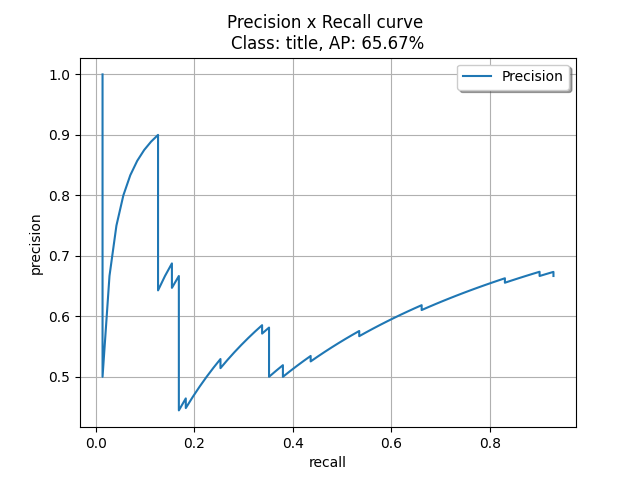 Precision x Recall curve
Class: title, AP: 65.67%
Precision
1.0
0.9
0.8
0.7
0.6
0.5
precision
0.0
0.2
0.4
0.6
0.8
recall